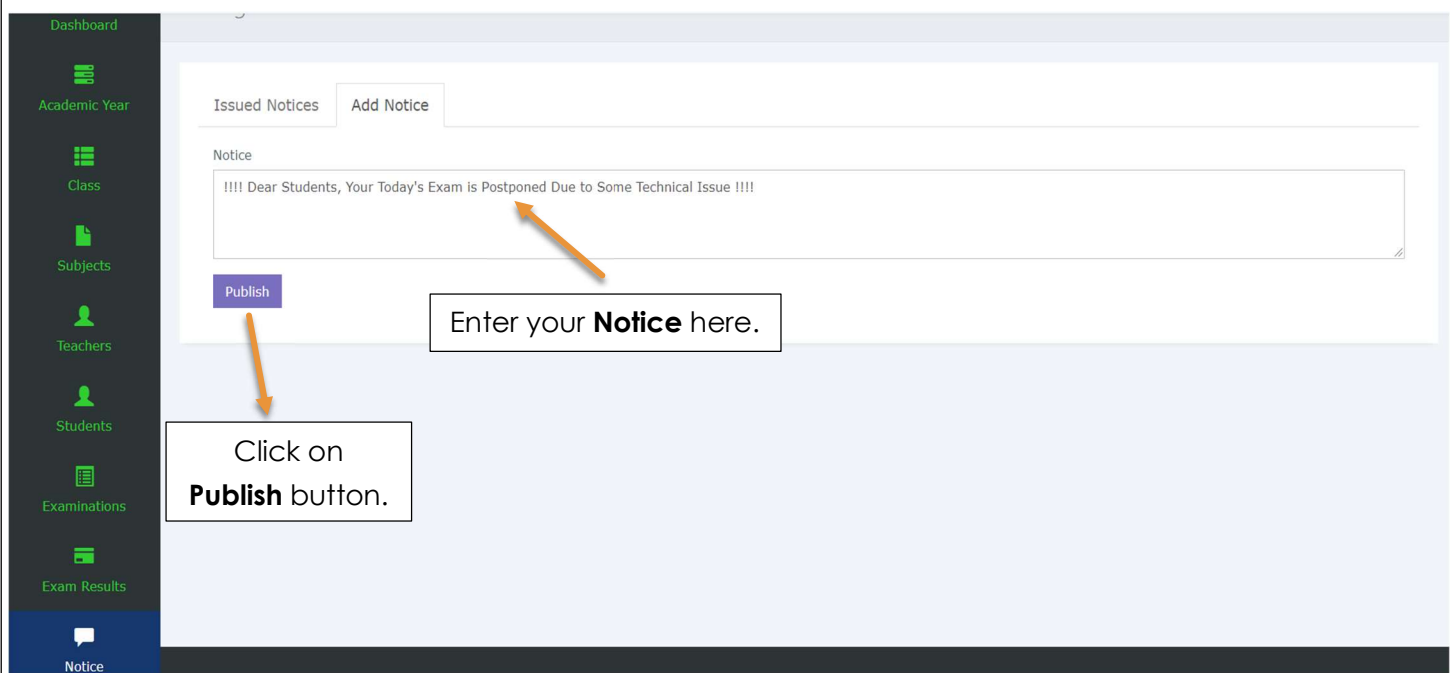 Dashboard
Academic Year
Class
Subjects
Teachers
Students
Examinations
Exam Results
Notice
Issued Notices Add Notice
Notice
!!!! Dear Students, Your Today's Exam is Postponed Due to Some Technical Issue !!!!
Publish
Enter your Notice here.
Click on
Publish button.